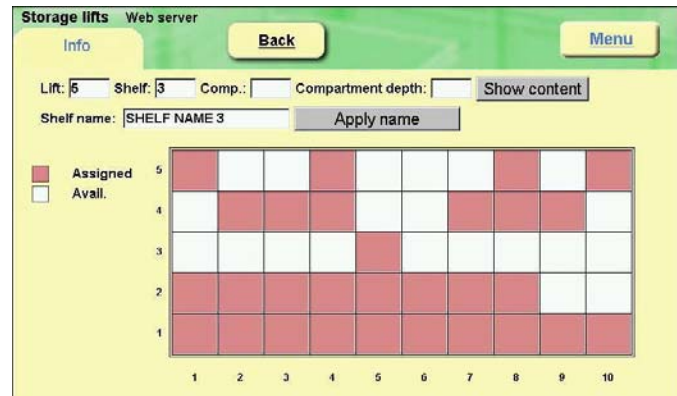 Storage lifts Web server
Info Back Menu
Lift: 5 Shelf: 3 Comp.: Compartment depth: Show content
Shelf name: SHELF NAME 3 Apply name
Assigned 5
Avail.
4
3
2
1
1 2 3 4 5 6 7 8 9 10